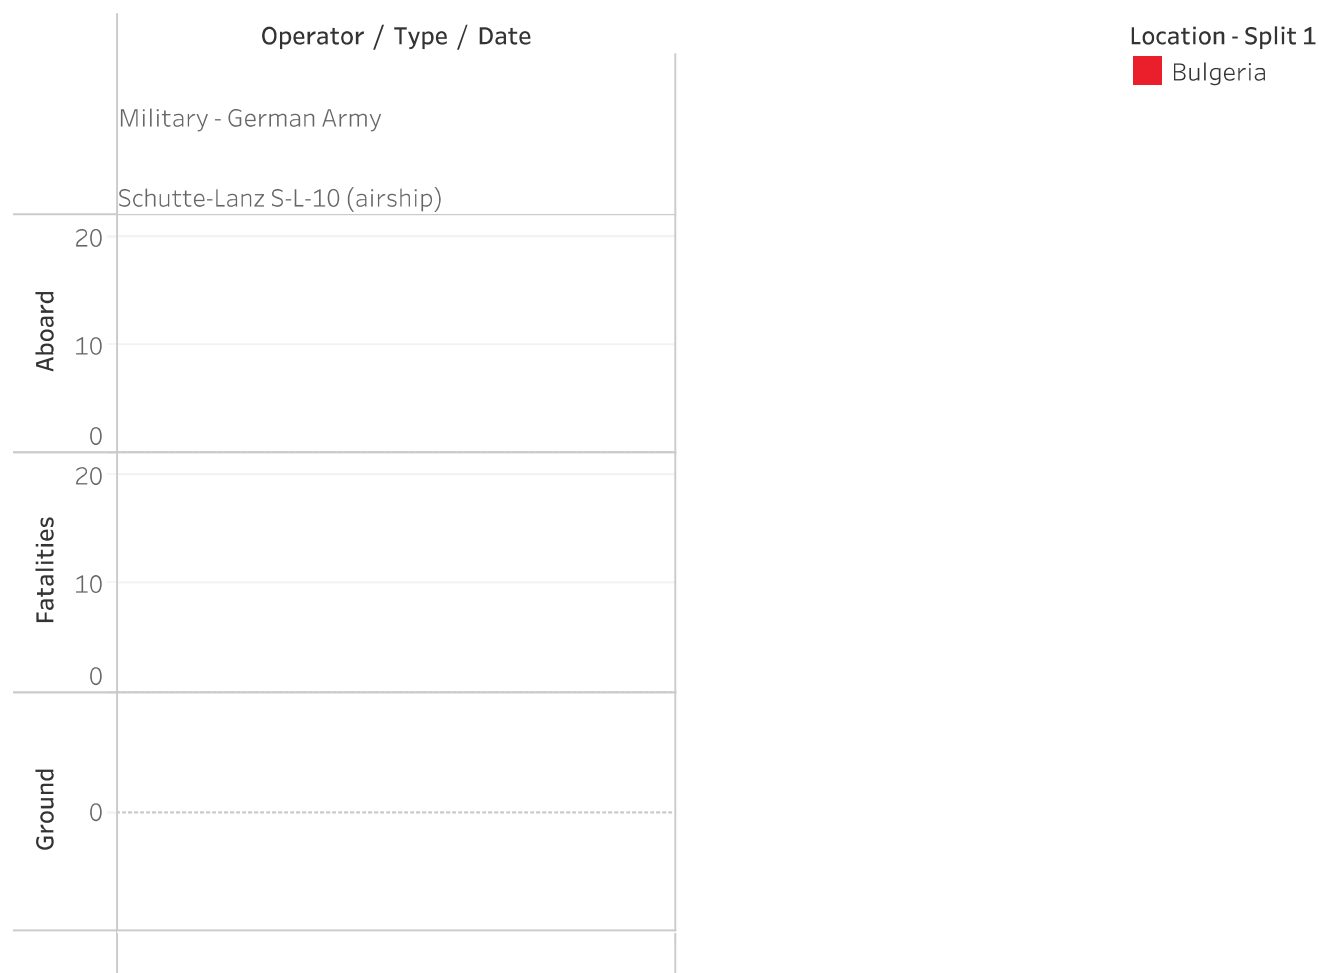 Operator / Type / Date
Location - Split 1
Bulgeria
Military - German Army
Schutte-Lanz S-L-10 (airship)
20
10
0
Aboard
20
10
0
Fatalities
0
Ground